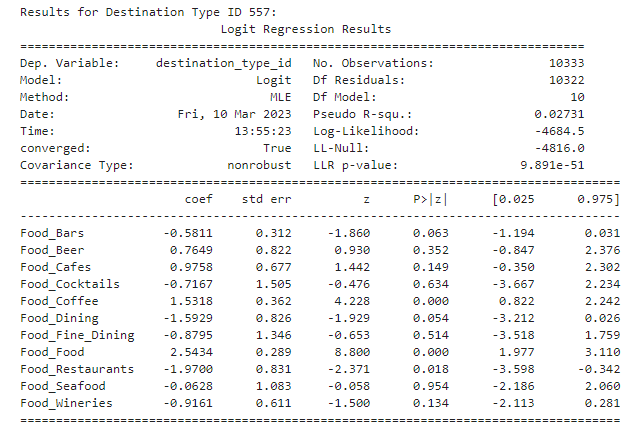 Results for Destination Type ID 557:
Logit Regression Results
==============================================================================
Dep. Variable: destination_type_id No. Observations: 10333
Model: Logit Df Residuals: 10322
Method: MLE Df Model: 10
Date: Fri, 10 Mar 2023 Pseudo R-squ.: 0.02731
Time: 13:55:23 Log-Likelihood: -4684.5
converged: True LL-Null: -4816.0
Covariance Type: nonrobust LLR p-value: 9.891e-51
====================================================================================
coef std err z P>|z| [0.025 0.975]
------------------------------------------------------------------------------------
Food_Bars -0.5811 0.312 -1.860 0.063 -1.194 0.031
Food_Beer 0.7649 0.822 0.930 0.352 -0.847 2.376
Food_Cafes 0.9758 0.677 1.442 0.149 -0.350 2.302
Food_Cocktails -0.7167 1.505 -0.476 0.634 -3.667 2.234
Food_Coffee 1.5318 0.362 4.228 0.000 0.822 2.242
Food_Dining -1.5929 0.826 -1.929 0.054 -3.212 0.026
Food_Fine_Dining -0.8795 1.346 -0.653 0.514 -3.518 1.759
Food_Food 2.5434 0.289 8.800 0.000 1.977 3.110
Food_Restaurants -1.9700 0.831 -2.371 0.018 -3.598 -0.342
Food_Seafood -0.0628 1.083 -0.058 0.954 -2.186 2.060
Food_Wineries -0.9161 0.611 -1.500 0.134 -2.113 0.281
====================================================================================